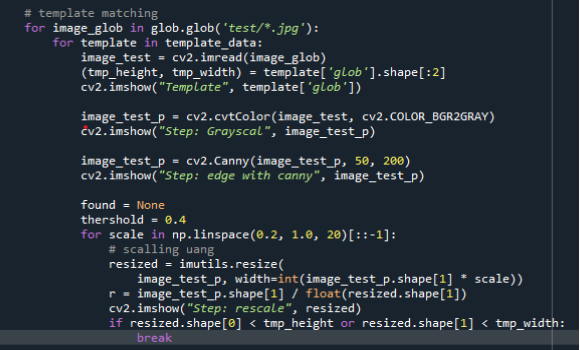 # template matching
for image_glob in glob.glob('test/*.jpg'):
    for template in template_data:
        image_test = cv2.imread(image_glob)
        (tmp_height, tmp_width) = template['glob'].shape[:2]
        cv2.imshow("Template", template['glob'])

        image_test_p = cv2.cvtColor(image_test, cv2.COLOR_BGR2GRAY)
        cv2.imshow("Step: Grayscal", image_test_p)

        image_test_p = cv2.Canny(image_test_p, 50, 200)
        cv2.imshow("Step: edge with canny", image_test_p)

        found = None
        thershold = 0.4
        for scale in np.linspace(0.2, 1.0, 20)[::-1]:
            # scalling uang
            resized = imutils.resize(
                image_test_p, width=int(image_test_p.shape[1] * scale))
            r = image_test_p.shape[1] / float(resized.shape[1])
            cv2.imshow("Step: rescale", resized)
            if resized.shape[0] < tmp_height or resized.shape[1] < tmp_width:
                break